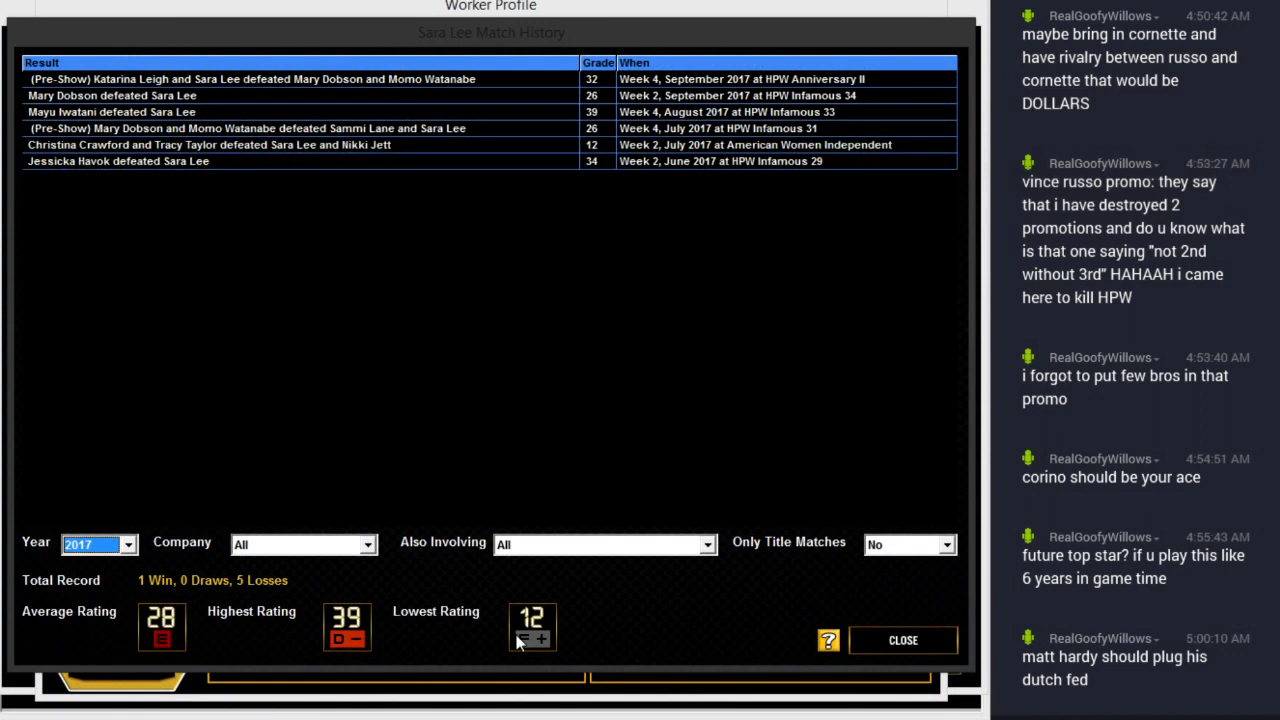 Worker Profile
Sara Lee Match History
Result Grade When
(Pre-Show) Katarina Leigh and Sara Lee defeated Mary Dobson and Momo Watanabe 32 Week 4, September 2017 at HPW Anniversary II
Mary Dobson defeated Sara Lee 26 Week 2, September 2017 at HPW Infamous 34
Mayu Iwatani defeated Sara Lee 39 Week 4, August 2017 at HPW Infamous 33
(Pre-Show) Mary Dobson and Momo Watanabe defeated Sammi Lane and Sara Lee 26 Week 4, July 2017 at HPW Infamous 31
Christina Crawford and Tracy Taylor defeated Sara Lee and Nikki Jett 12 Week 2, July 2017 at American Women Independent
Jessicka Havok defeated Sara Lee 34 Week 2, June 2017 at HPW Infamous 29
Year 2017 Company All Also Involving All Only Title Matches No
Total Record 1 Win, 0 Draws, 5 Losses
Average Rating 28 E Highest Rating 39 D - Lowest Rating 12 +
? CLOSE
RealGoofyWillows 4:50:42 AM
maybe bring in cornette and
have rivalry between russo and
cornette that would be
DOLLARS
RealGoofyWillows 4:53:27 AM
vince russo promo: they say
that i have destroyed 2
promotions and do u know what
is that one saying "not 2nd
without 3rd" HAHAAH i came
here to kill HPW
RealGoofyWillows 4:53:40 AM
i forgot to put few bros in that
promo
RealGoofyWillows 4:54:51 AM
corino should be your ace
RealGoofyWillows 4:55:43 AM
future top star? if u play this like
6 years in game time
RealGoofyWillows 5:00:10 AM
matt hardy should plug his
dutch fed